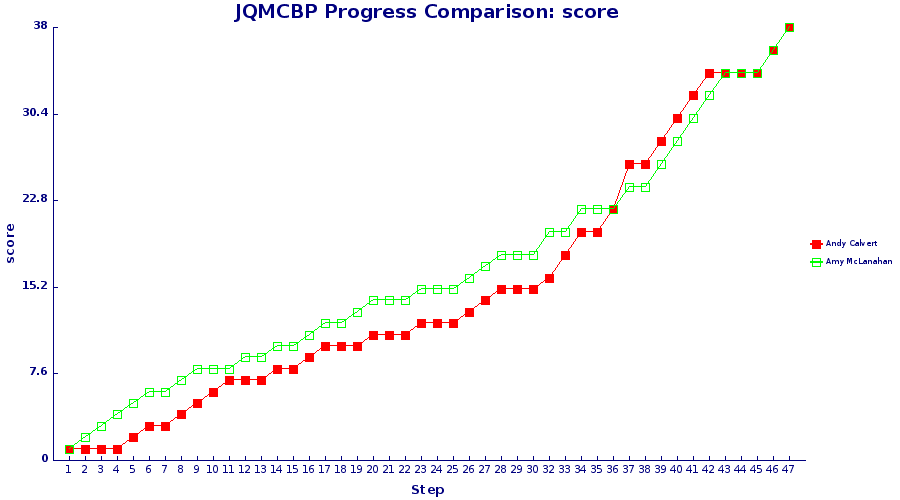 JQMCBP Progress Comparison: score
38
30.4
22.8
15.2
7.6
0
score
1 2 3 4 5 6 7 8 9 10 11 12 13 14 15 16 17 18 19 20 21 22 23 24 25 26 27 28 29 30 31 32 33 34 35 36 37 38 39 40 41 42 43 44 45 46 47
Step
Andy Calvert
Amy McLanahan